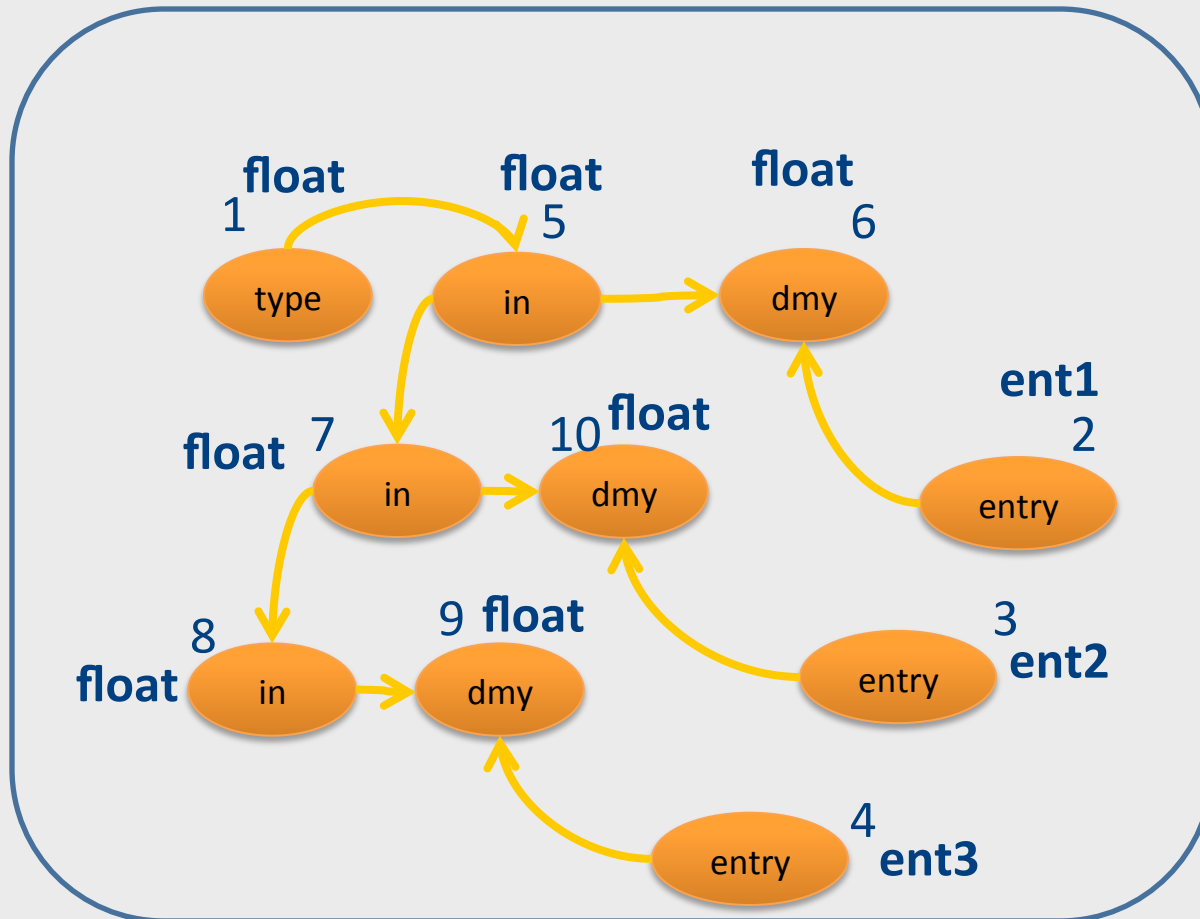 float
1
type
float
5
in
float
6
dmy
ent1
2
entry
float
7
in
10 float
dmy
3
ent2
entry
float
8
in
9 float
dmy
4
ent3
entry